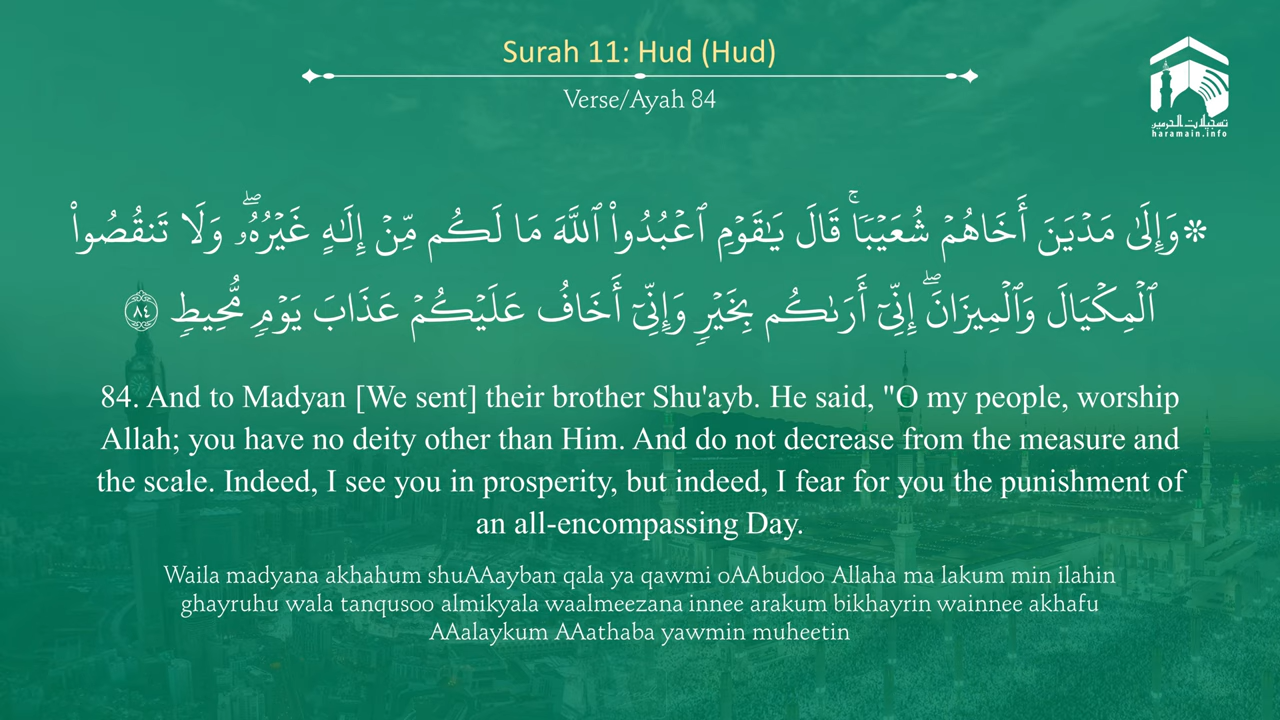 Surah 11: Hud (Hud)
Verse/Ayah 84
تسجيلات الحرمين
haramain.info
۞وَإِلَىٰ مَدۡيَنَ أَخَاهُمۡ شُعَيۡبٗاۚ قَالَ يَٰقَوۡمِ ٱعۡبُدُواْ ٱللَّهَ مَا لَكُم مِّنۡ إِلَٰهٍ غَيۡرُهُۥۖ وَلَا تَنقُصُواْ
ٱلۡمِكۡيَالَ وَٱلۡمِيزَانَۖ إِنِّيٓ أَرَىٰكُم بِخَيۡرٖ وَإِنِّيٓ أَخَافُ عَلَيۡكُمۡ عَذَابَ يَوۡمٖ مُّحِيطٖ ٨٤
84. And to Madyan [We sent] their brother Shu'ayb. He said, "O my people, worship
Allah; you have no deity other than Him. And do not decrease from the measure and
the scale. Indeed, I see you in prosperity, but indeed, I fear for you the punishment of
an all-encompassing Day.
Waila madyana akhahum shuAAayban qala ya qawmi oAAbudoo Allaha ma lakum min ilahin
ghayruhu wala tanqusoo almikyala waalmeezana innee arakum bikhayrin wainnee akhafu
AAalaykum AAathaba yawmin muheetin